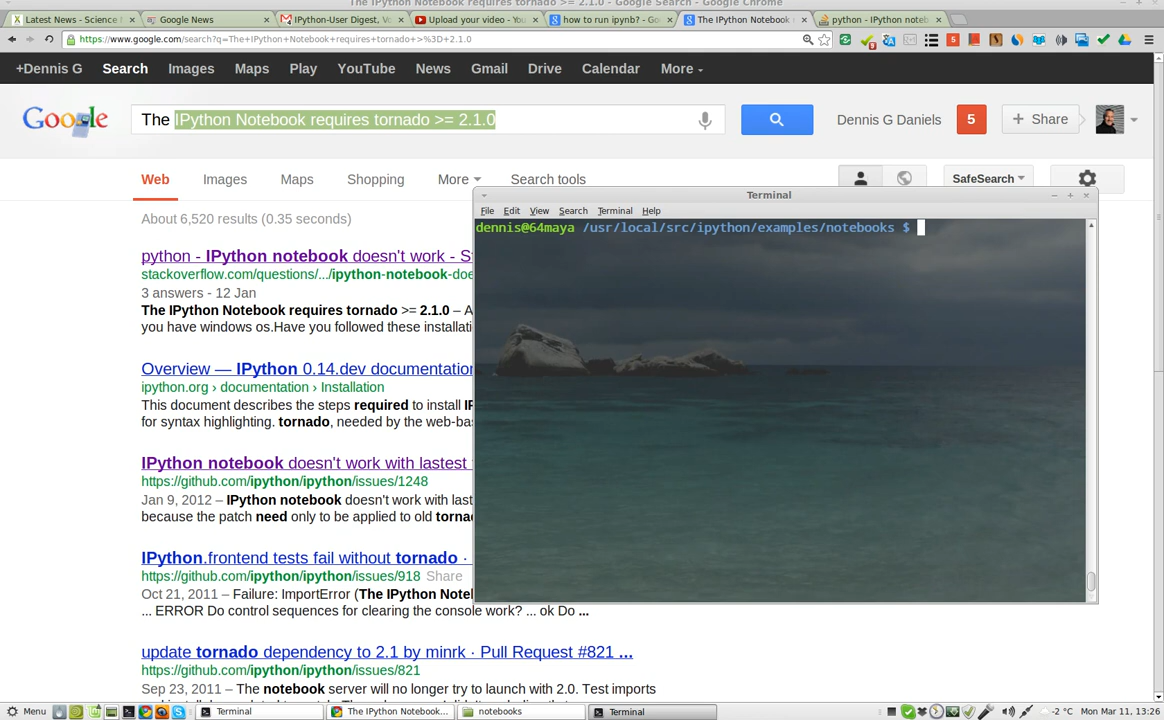 The IPython Notebook requires tornado >= 2.1.0 - Google Search - Google Chrome
Latest News - Science
Google News
IPython-User Digest, Vo
Upload your video - You
how to run ipynb? - Goo
The IPython Notebook
python - IPython noteb
https://www.google.com/search?q=The+IPython+Notebook+requires+tornado+>%3D+2.1.0
+Dennis G Search Images Maps Play YouTube News Gmail Drive Calendar More
Google
The IPython Notebook requires tornado >= 2.1.0
Dennis G Daniels 5 + Share
Web Images Maps Shopping More Search tools
SafeSearch
About 6,520 results (0.35 seconds)
python - IPython notebook doesn't work - S
stackoverflow.com/questions/.../ipython-notebook-doe
3 answers - 12 Jan
The IPython Notebook requires tornado >= 2.1.0 – A
you have windows os.Have you followed these installati
Overview — IPython 0.14.dev documentation
ipython.org › documentation › Installation
This document describes the steps required to install IP
for syntax highlighting. tornado, needed by the web-bas
IPython notebook doesn't work with lastest
https://github.com/ipython/ipython/issues/1248
Jan 9, 2012 – IPython notebook doesn't work with last
because the patch need only to be applied to old torna
IPython.frontend tests fail without tornado ·
https://github.com/ipython/ipython/issues/918 Share
Oct 21, 2011 – Failure: ImportError (The IPython Note
... ERROR Do control sequences for clearing the console work? ... ok Do ...
update tornado dependency to 2.1 by minrk · Pull Request #821 ...
https://github.com/ipython/ipython/issues/821
Sep 23, 2011 – The notebook server will no longer try to launch with 2.0. Test imports
Terminal
File Edit View Search Terminal Help
dennis@64maya /usr/local/src/ipython/examples/notebooks $
Menu
Terminal
The IPython Notebook...
notebooks
Terminal
-2 °C Mon Mar 11, 13:26